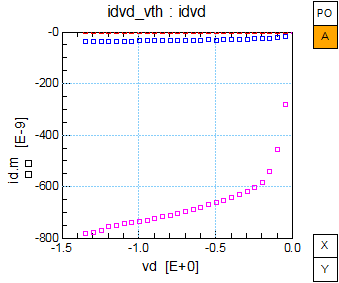 idvd_vth : idvd
PO
A
-0
-200
-400
-600
-800
id.m [E-9]
-1.5
-1.0
-0.5
0.0
vd [E+0]
X
Y